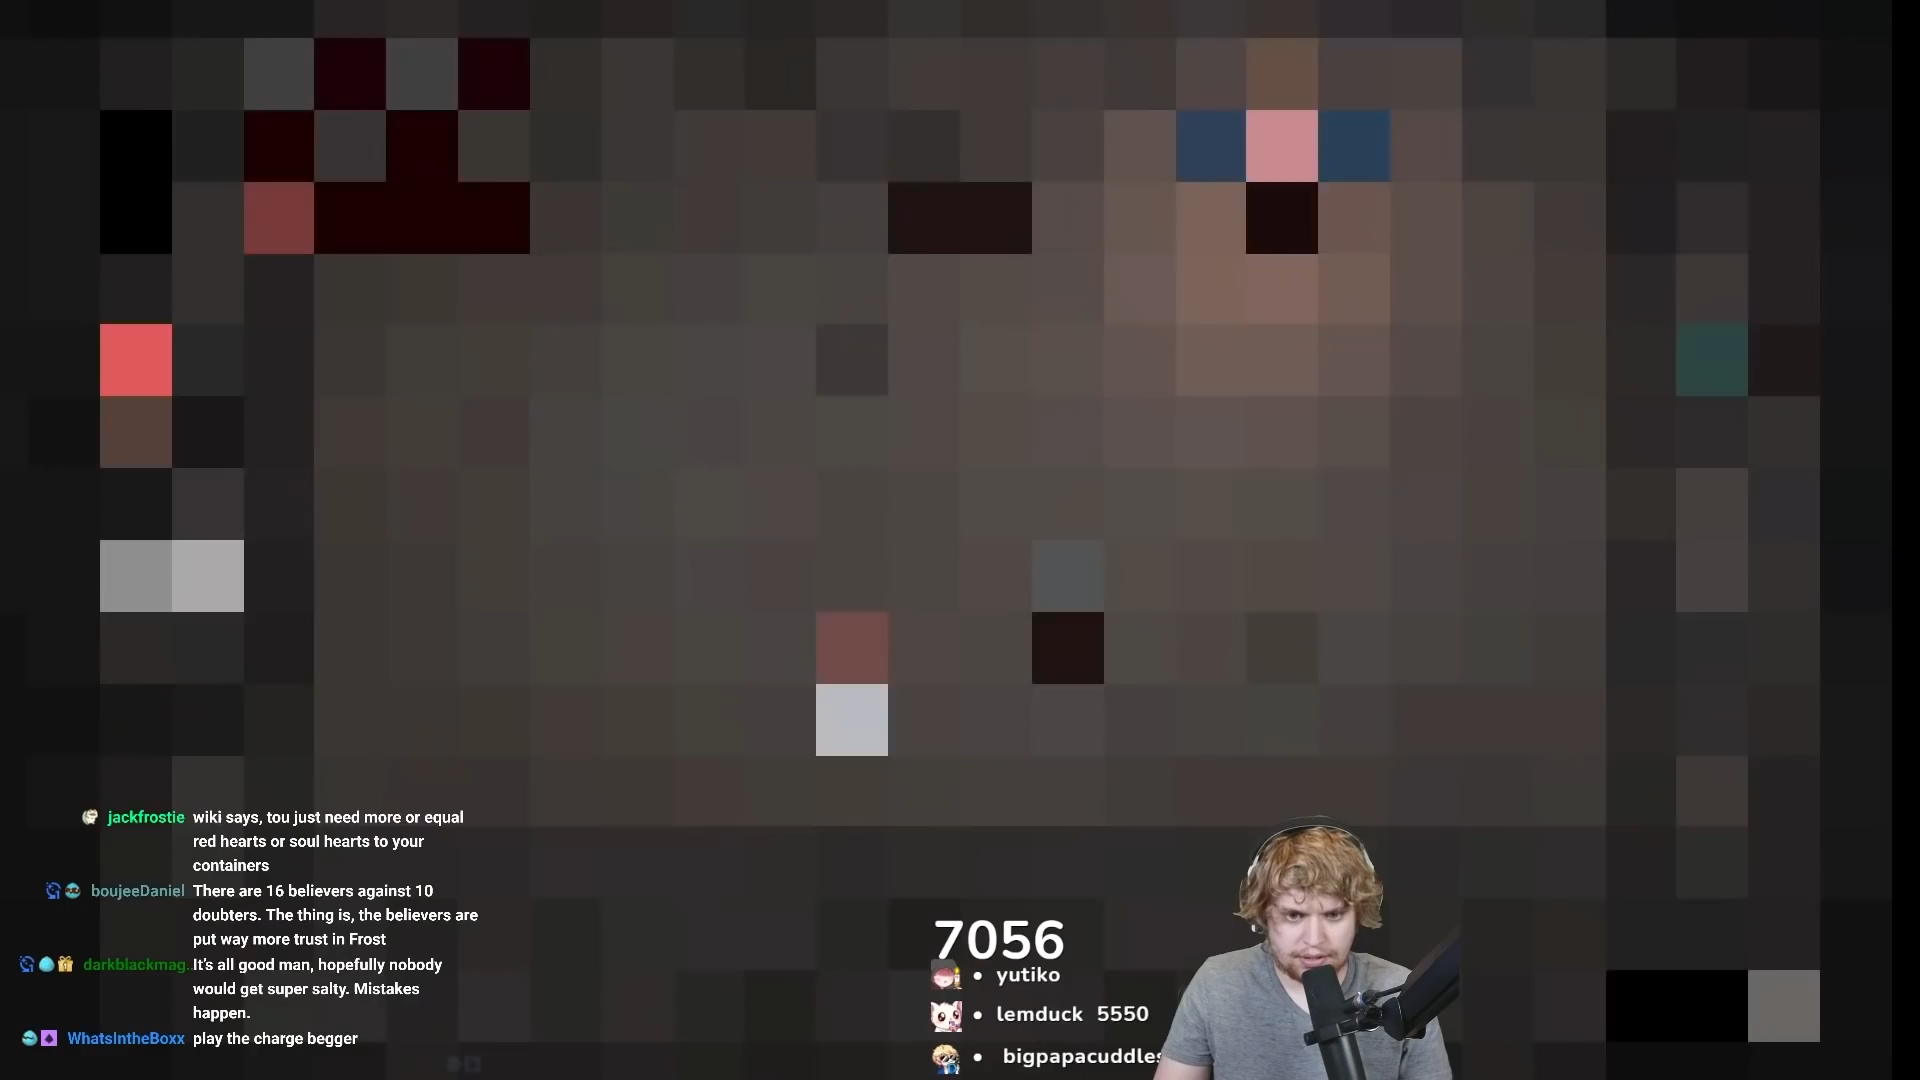 jackfrostie wiki says, tou just need more or equal
red hearts or soul hearts to your
containers
boujeeDaniel There are 16 believers against 10
doubters. The thing is, the believers are
put way more trust in Frost
darkblackmag.. It's all good man, hopefully nobody
would get super salty. Mistakes
happen.
WhatsIntheBoxx play the charge begger
7056
• yutiko
• lemduck 5550
• bigpapacuddles